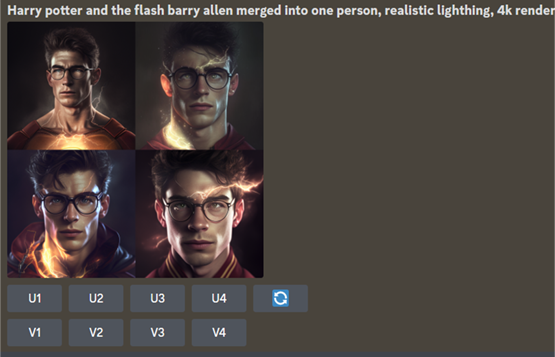 Harry potter and the flash barry allen merged into one person, realistic lighthing, 4k render
U1 U2 U3 U4
V1 V2 V3 V4